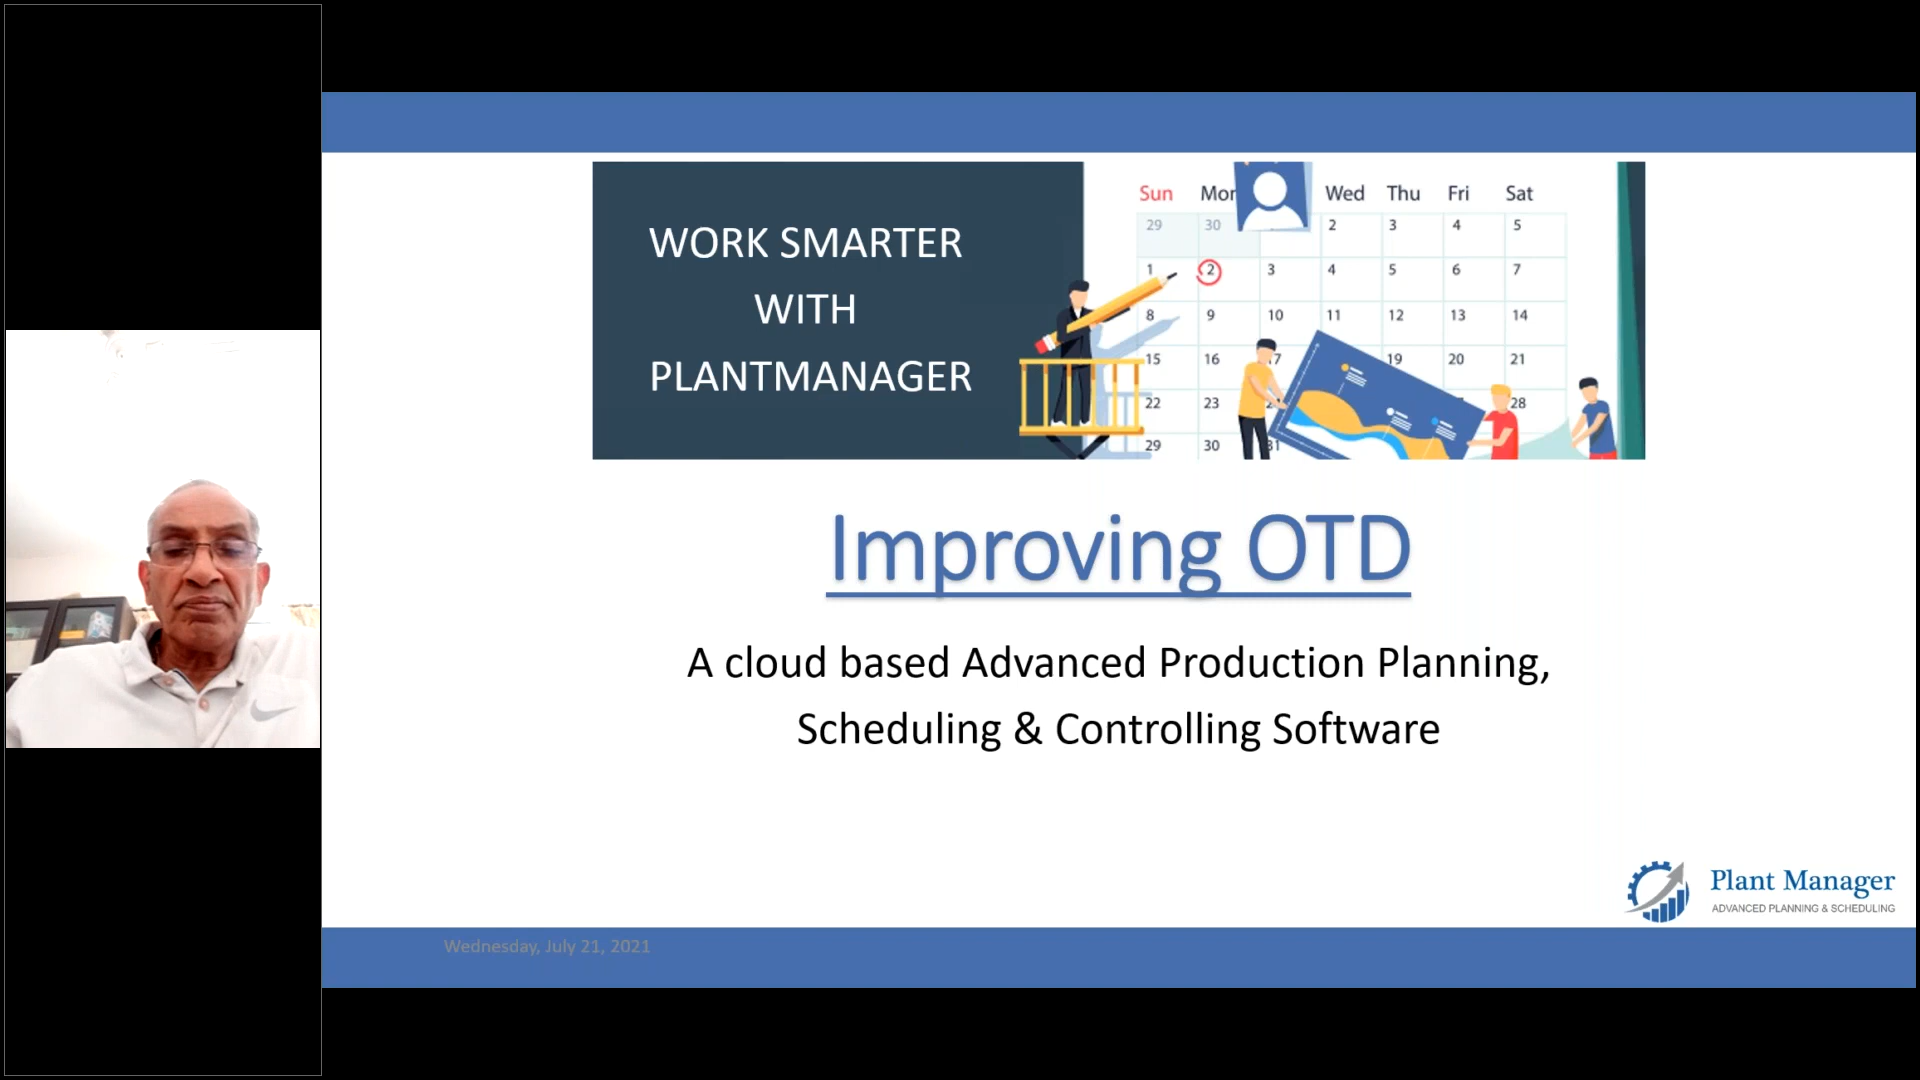 WORK SMARTER
WITH
PLANTMANAGER
Sun Mon Wed Thu Fri Sat
29 30 2 3 4 5
1 2 3 4 5 6 7
8 9 10 11 12 13 14
15 16 17 19 20 21
22 23 28
29 30 31
Improving OTD
A cloud based Advanced Production Planning,
Scheduling & Controlling Software
Plant Manager
ADVANCED PLANNING & SCHEDULING
Wednesday, July 21, 2021